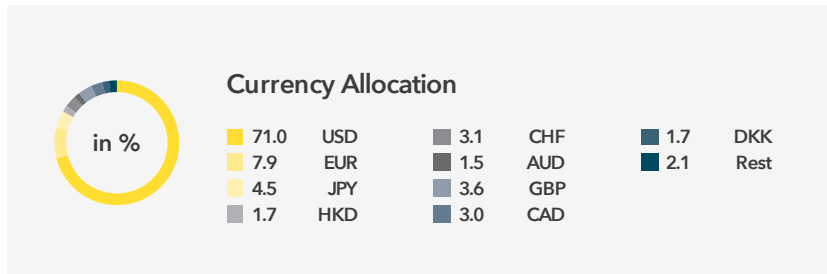 Currency Allocation
in %
71.0 USD
7.9 EUR
4.5 JPY
1.7 HKD
3.1 CHF
1.5 AUD
3.6 GBP
3.0 CAD
1.7 DKK
2.1 Rest